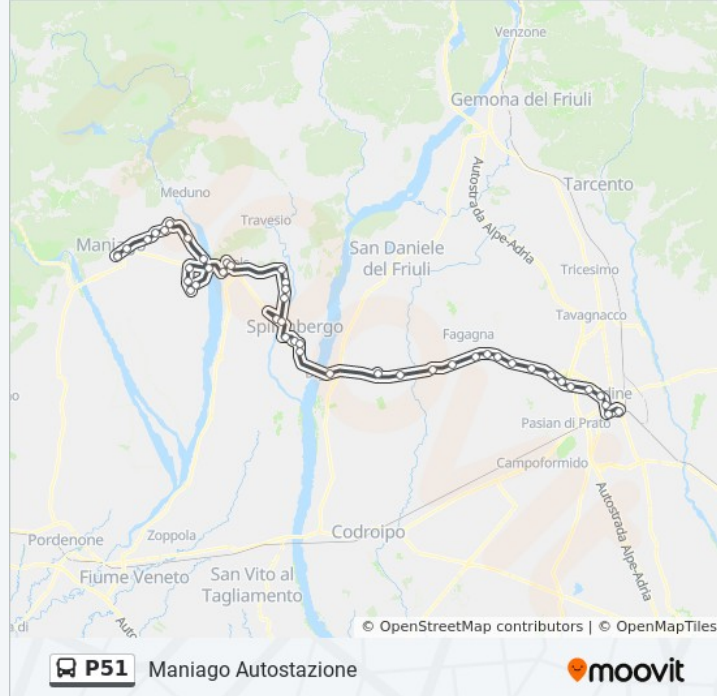 Venzone
Gemona del Friuli
Tarcento
Autostrada Alpe-Adria
Meduno
Travesio
San Daniele
del Friuli
Tricesimo
Tavagnacco
Fagagna
Pasian di Prato
Campoformido
Autostrada Alpe-Adria
Codroipo
Pordenone
Zoppola
Fiume Veneto
San Vito al
Tagliamento
© OpenStreetMap contributors | © OpenMapTiles
P51 Maniago Autostazione
moovit